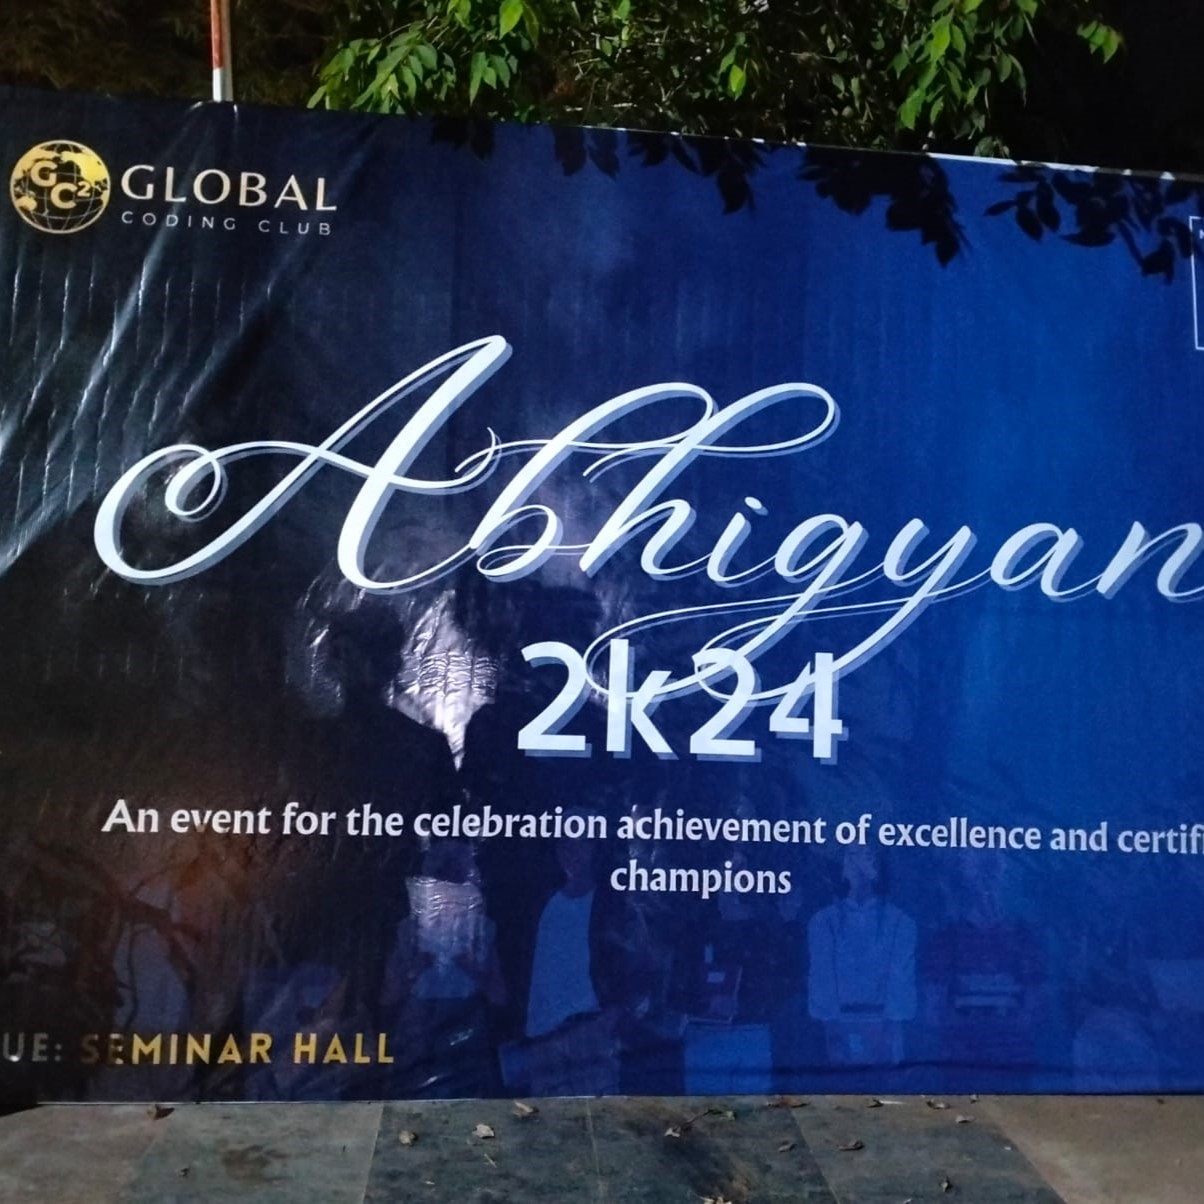 GC2
GLOBAL
CODING CLUB
Abhigyan
2k24
An event for the celebration achievement of excellence and
champions
SEMINAR HALL